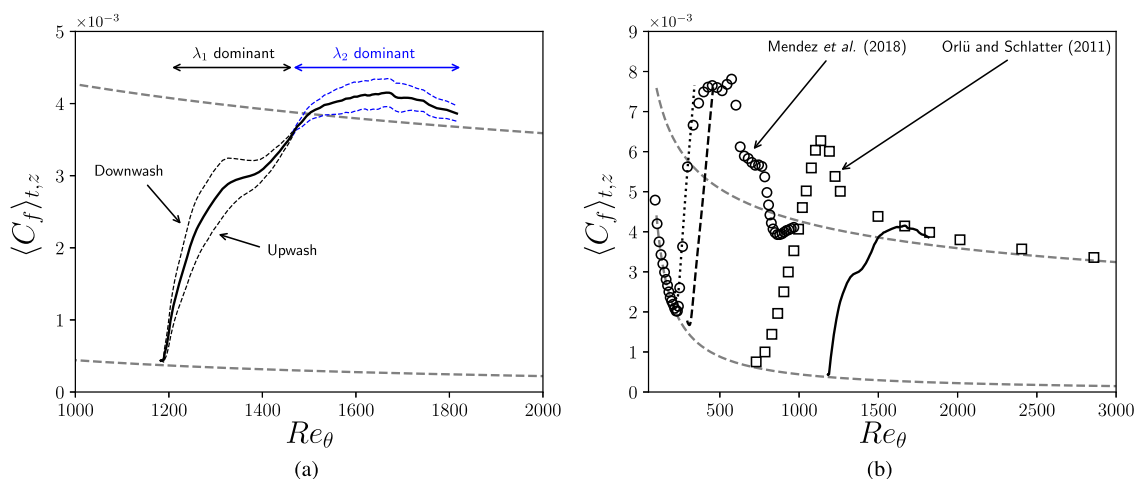 ×10⁻³
5
4
3
2
1
0
⟨C_f⟩_{t,z}
λ₁ dominant
λ₂ dominant
Downwash
Upwash
1000 1200 1400 1600 1800 2000
Re_θ
(a)
×10⁻³
9
8
7
6
5
4
3
2
1
0
⟨C_f⟩_{t,z}
Mendez et al. (2018)
Orlü and Schlatter (2011)
500 1000 1500 2000 2500 3000
Re_θ
(b)